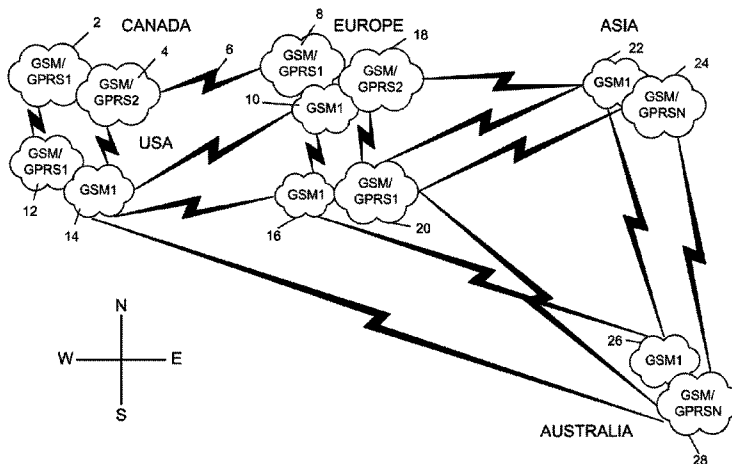 CANADA
EUROPE
ASIA
2
4
6
8
18
22
24
GSM/
GPRS1
GSM/
GPRS2
GSM/
GPRS1
10
GSM1
GSM/
GPRS2
GSM1
GSM/
GPRSN
USA
GSM/
GPRS1
12
GSM1
14
GSM1
16
GSM/
GPRS1
20
N
W
E
S
26
GSM1
GSM/
GPRSN
AUSTRALIA
28